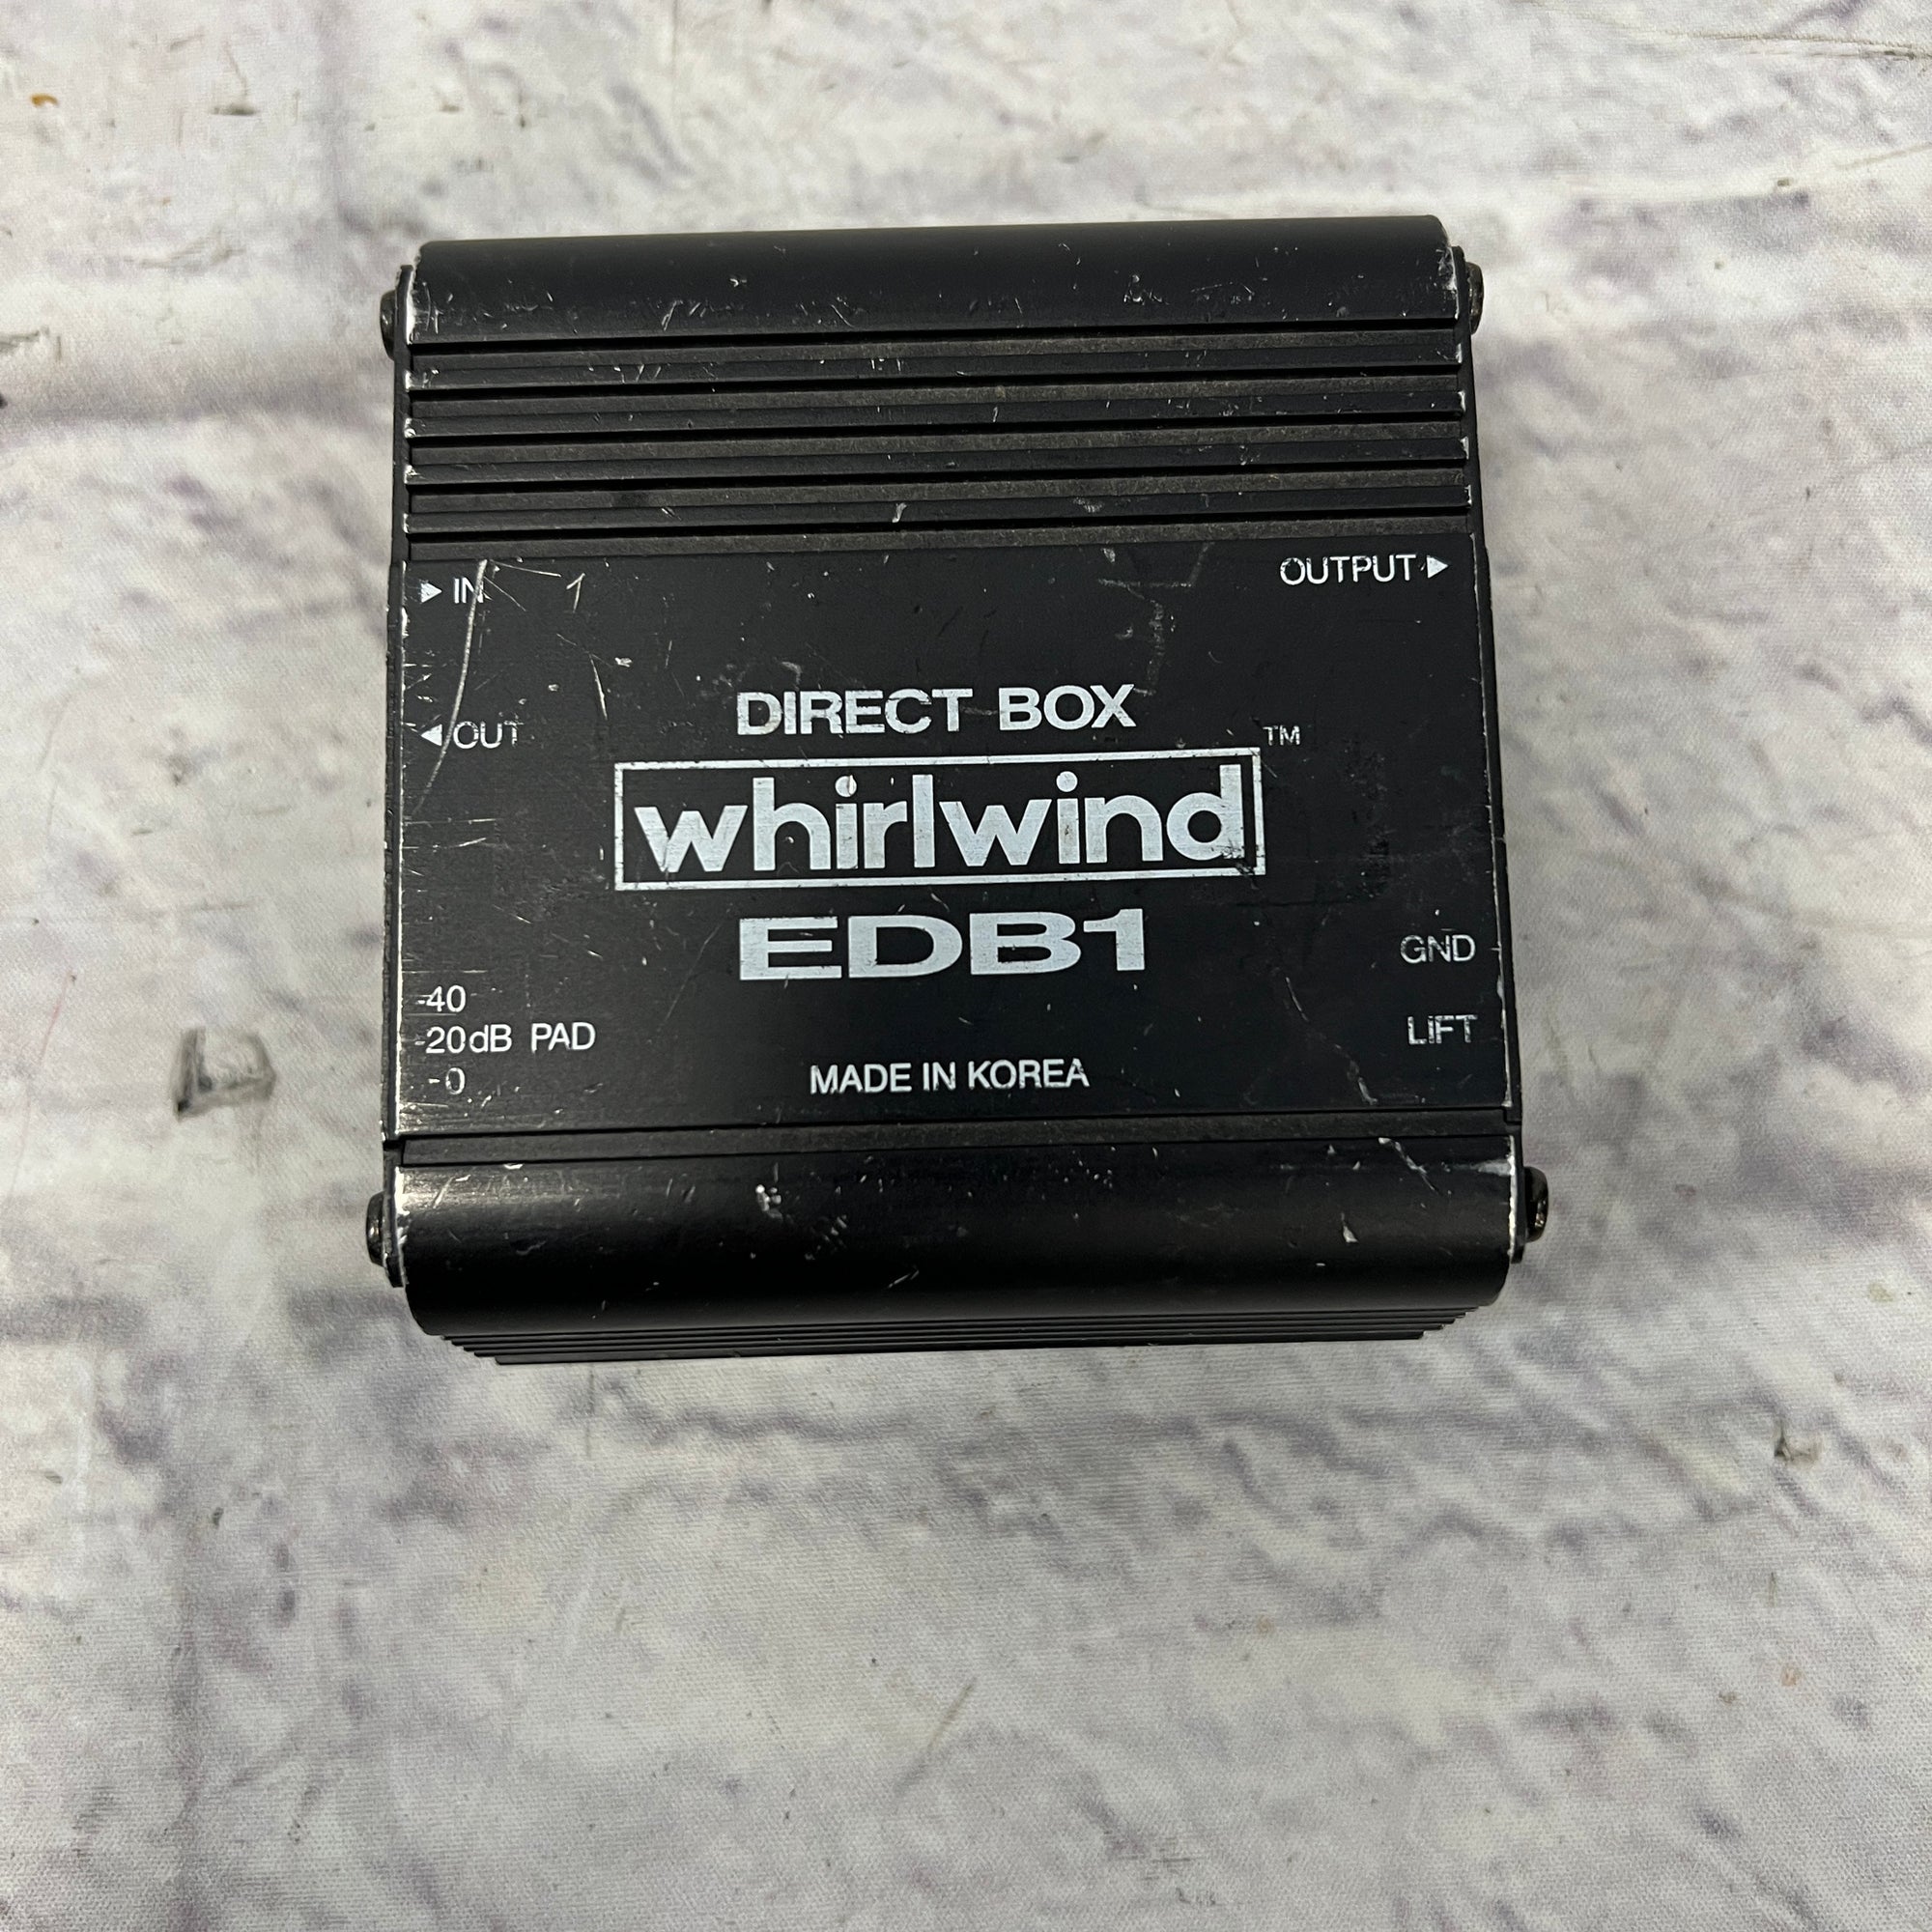 ▶ IN
OUTPUT ▶
◀ OUT
DIRECT BOX
whirlwind ™
EDB1
GND
LIFT
-40
-20dB PAD
-0
MADE IN KOREA